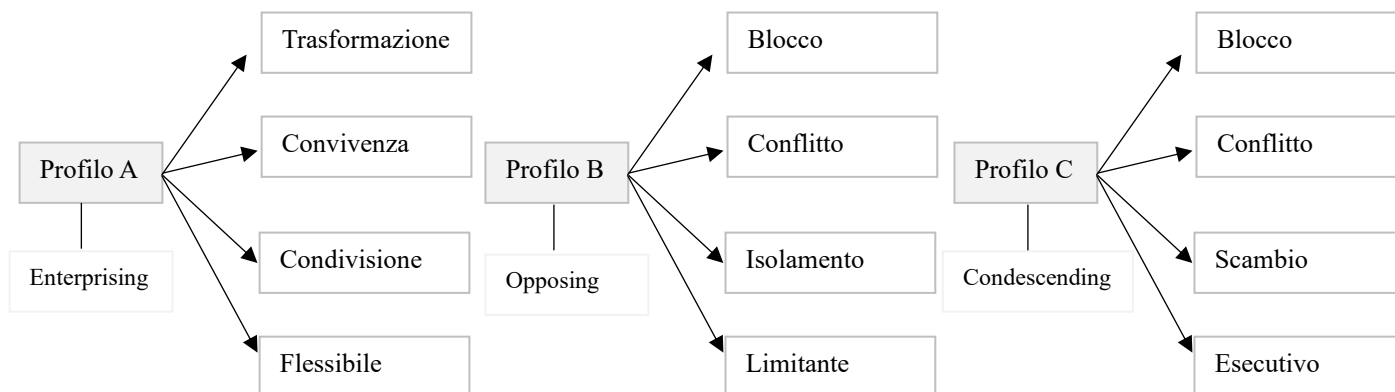 Trasformazione
Convivenza
Profilo A
Condivisione
Enterprising
Flessibile
Blocco
Conflitto
Profilo B
Isolamento
Opposing
Limitante
Blocco
Conflitto
Profilo C
Scambio
Condescending
Esecutivo